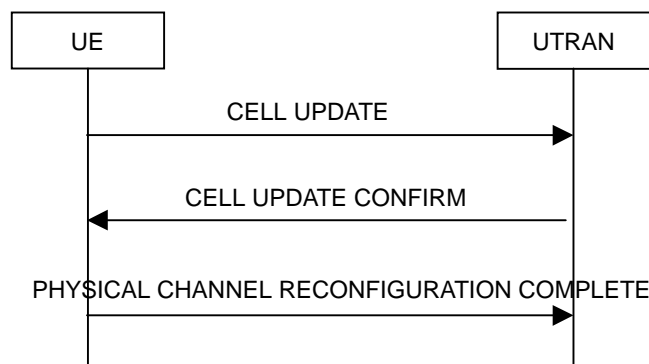 UE
UTRAN
CELL UPDATE
CELL UPDATE CONFIRM
PHYSICAL CHANNEL RECONFIGURATION COMPLETE